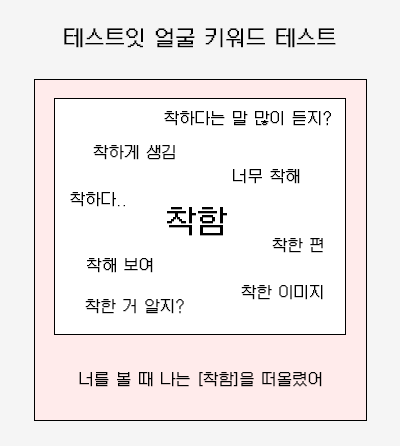 테스트잇 얼굴 키워드 테스트
착하다는 말 많이 듣지?
착하게 생김
너무 착해
착하다..
착함
착한 편
착해 보여
착한 이미지
착한 거 알지?
너를 볼 때 나는 [착함]을 떠올렸어